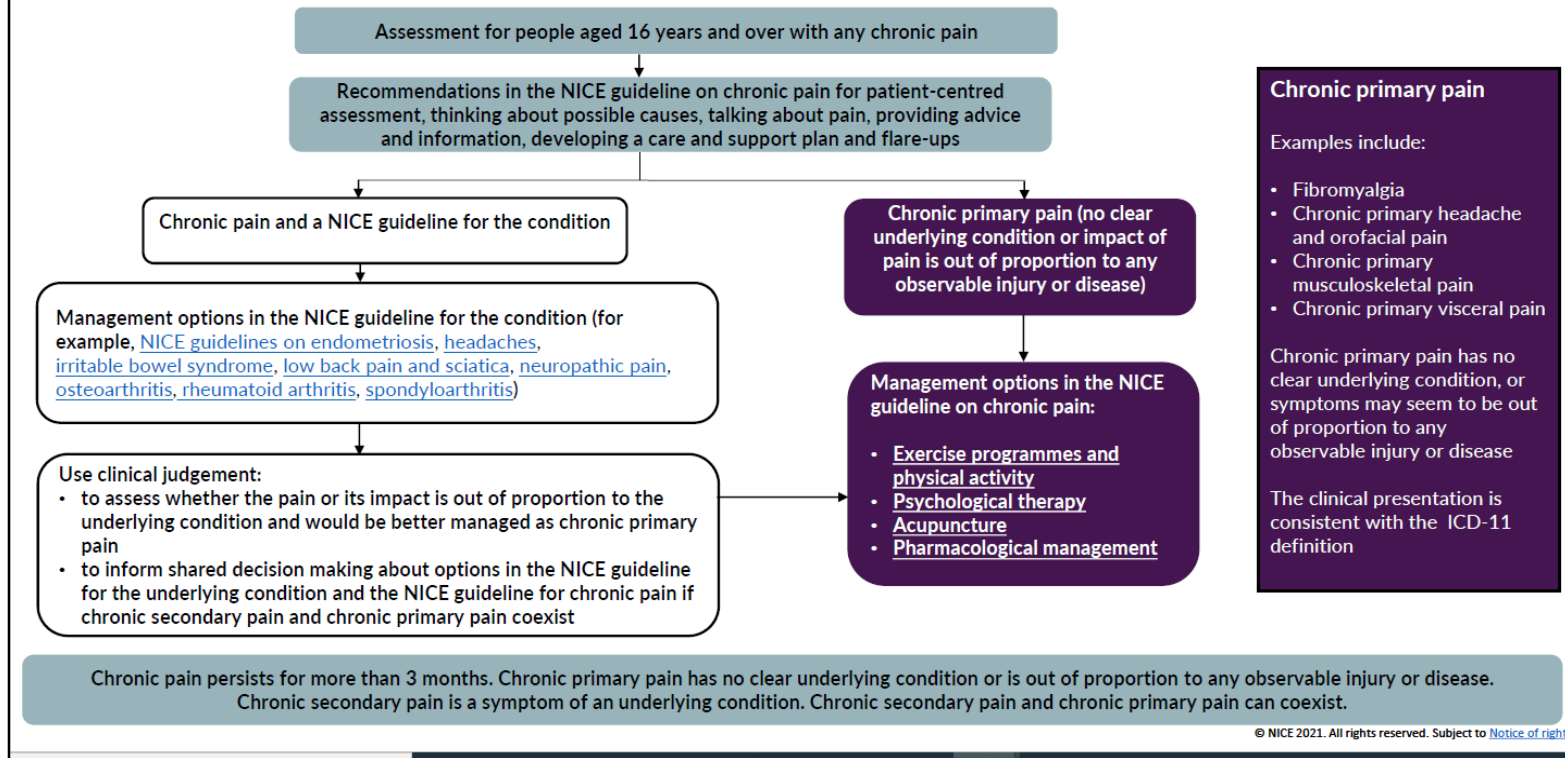 Assessment for people aged 16 years and over with any chronic pain
Recommendations in the NICE guideline on chronic pain for patient-centred
assessment, thinking about possible causes, talking about pain, providing advice
and information, developing a care and support plan and flare-ups
Chronic pain and a NICE guideline for the condition
Management options in the NICE guideline for the condition (for
example, NICE guidelines on endometriosis, headaches,
irritable bowel syndrome, low back pain and sciatica, neuropathic pain,
osteoarthritis, rheumatoid arthritis, spondyloarthritis)
Use clinical judgement:
• to assess whether the pain or its impact is out of proportion to the
underlying condition and would be better managed as chronic primary
pain
• to inform shared decision making about options in the NICE guideline
for the underlying condition and the NICE guideline for chronic pain if
chronic secondary pain and chronic primary pain coexist
Chronic primary pain (no clear
underlying condition or impact of
pain is out of proportion to any
observable injury or disease)
Management options in the NICE
guideline on chronic pain:
• Exercise programmes and
physical activity
• Psychological therapy
• Acupuncture
• Pharmacological management
Chronic primary pain
Examples include:
• Fibromyalgia
• Chronic primary headache
and orofacial pain
• Chronic primary
musculoskeletal pain
• Chronic primary visceral pain
Chronic primary pain has no
clear underlying condition, or
symptoms may seem to be out
of proportion to any
observable injury or disease
The clinical presentation is
consistent with the ICD-11
definition
Chronic pain persists for more than 3 months. Chronic primary pain has no clear underlying condition or is out of proportion to any observable injury or disease.
Chronic secondary pain is a symptom of an underlying condition. Chronic secondary pain and chronic primary pain can coexist.
© NICE 2021. All rights reserved. Subject to Notice of right